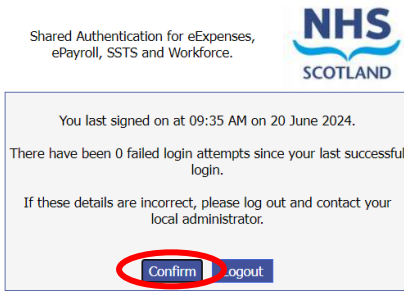 Shared Authentication for eExpenses,
ePayroll, SSTS and Workforce.
NHS
SCOTLAND
You last signed on at 09:35 AM on 20 June 2024.
There have been 0 failed login attempts since your last successful
login.
If these details are incorrect, please log out and contact your
local administrator.
Confirm Logout